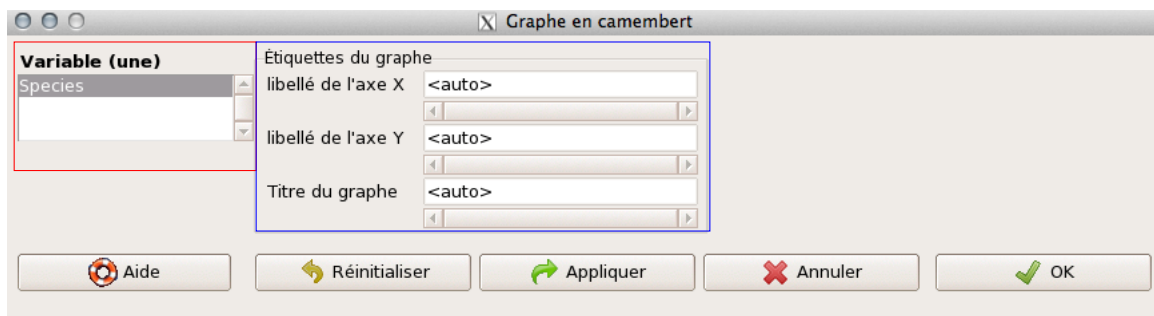 Graphe en camembert
Variable (une)
Species
Étiquettes du graphe
libellé de l'axe X <auto>
libellé de l'axe Y <auto>
Titre du graphe <auto>
Aide Réinitialiser Appliquer Annuler OK